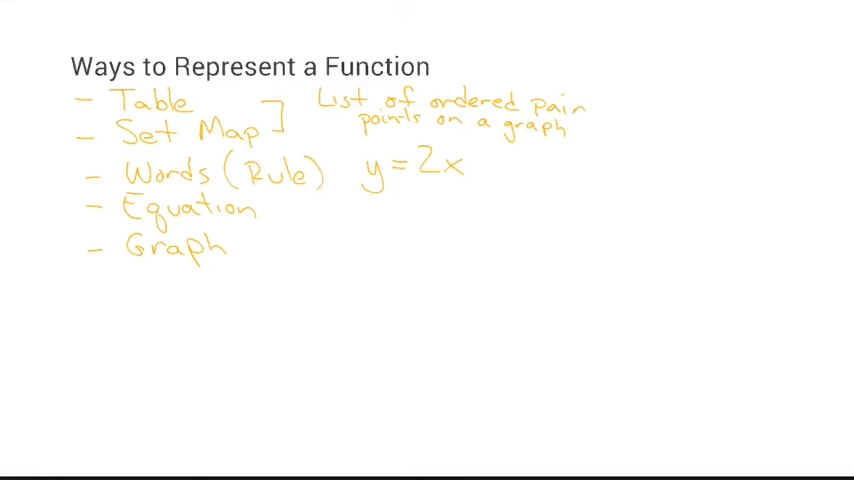 Ways to Represent a Function
- Table
List of ordered pair
- Set Map
points on a graph
- Words (Rule) y = 2x
- Equation
- Graph